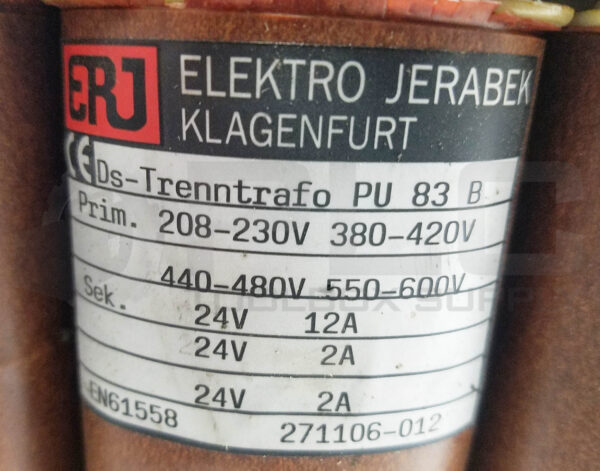 ERJ
ELEKTRO JERABEK
KLAGENFURT
CE Ds-Trenntrafo PU 83 B
Prim. 208-230V 380-420V
440-480V 550-600V
Sek.
24V 12A
24V 2A
24V 2A
EN61558 271106-012